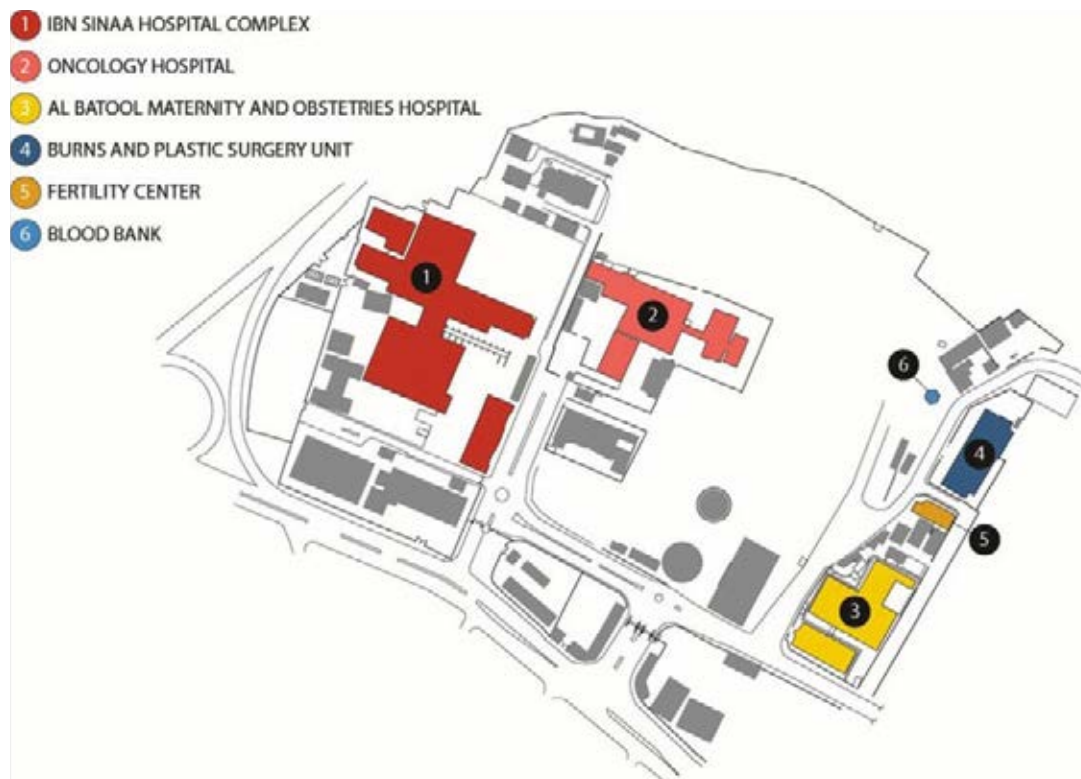 1 IBN SINAA HOSPITAL COMPLEX
2 ONCOLOGY HOSPITAL
3 AL BATOOL MATERNITY AND OBSTETRIES HOSPITAL
4 BURNS AND PLASTIC SURGERY UNIT
5 FERTILITY CENTER
6 BLOOD BANK
1
2
6
4
5
3